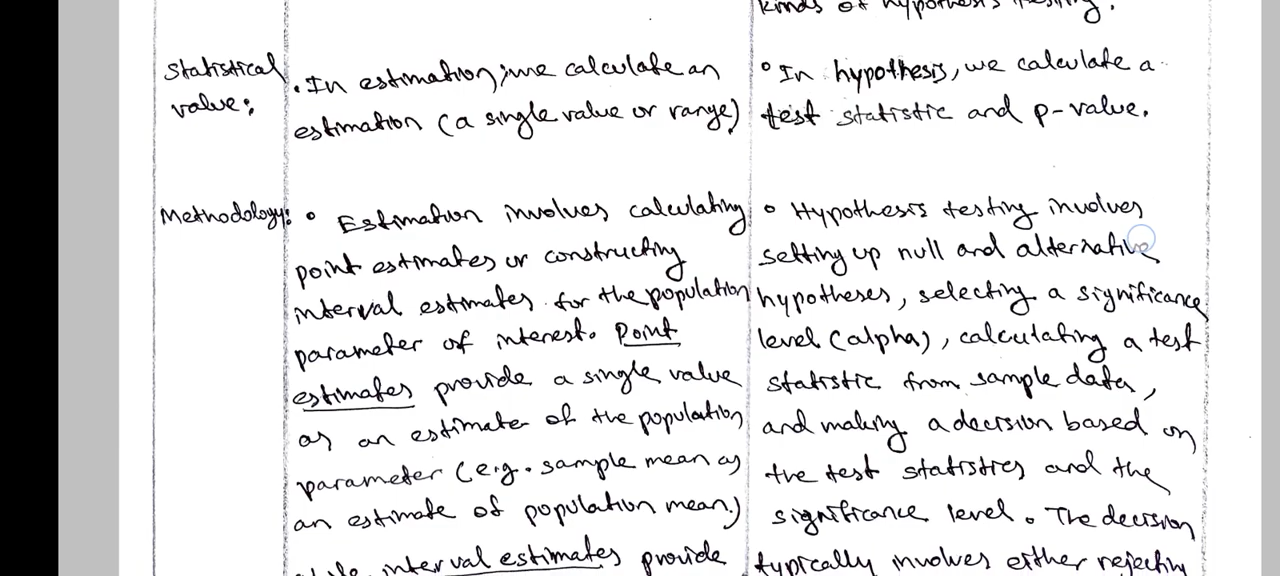 kinds of hypothesis testing.
Statistical
value:
• In estimation, we calculate an
estimation (a single value or range)
• In hypothesis, we calculate a
test statistic and p-value.
Methodology:
• Estimation involves calculating
point estimates or constructing
interval estimates for the population
parameter of interest. Point
estimates provide a single value
as an estimate of the population
parameter (e.g. sample mean as
an estimate of population mean.)
interval estimates provide
• Hypothesis testing involves
setting up null and alternative
hypotheses, selecting a significance
level (alpha), calculating a test
statistic from sample data,
and making a decision based on
the test statistics and the
significance level. The decision
typically involves either rejecting